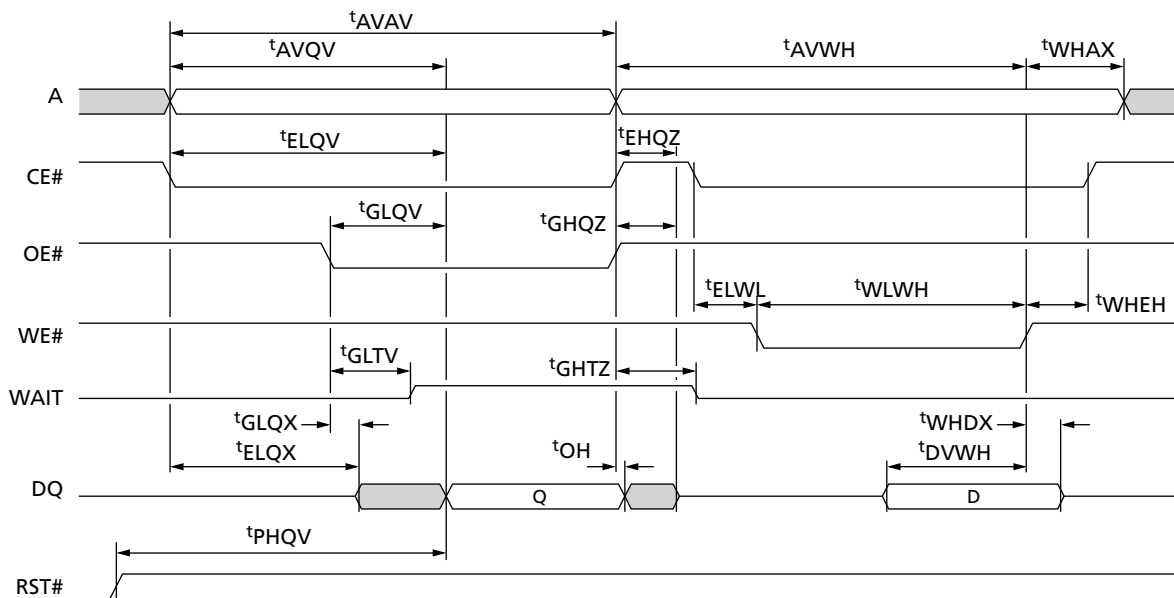 tAVAV
tAVQV
tAVWH
tWHAX
A
tELQV
tEHQZ
CE#
tGLQV
tGHQZ
OE#
tELWL
tWLWH
tWHEH
WE#
tGLTV
tGHTZ
WAIT
tGLQX
tWHDX
tELQX
tOH
tDVWH
DQ
Q
D
tPHQV
RST#